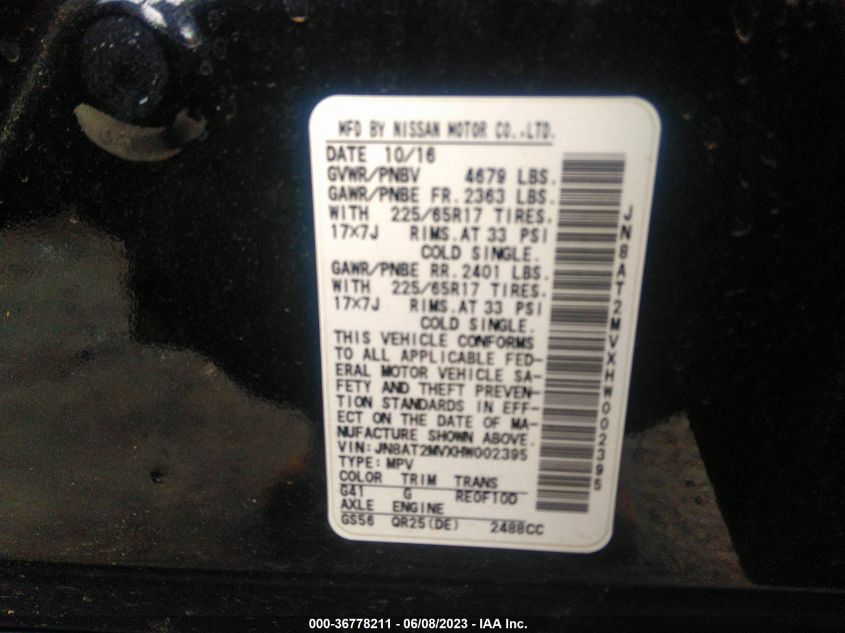 MFD BY NISSAN MOTOR CO.,LTD.
DATE 10/16
GVWR/PNBV 4679 LBS.
GAWR/PNBE FR. 2363 LBS.
WITH 225/65R17 TIRES.
17×7J RIMS. AT 33 PSI
COLD SINGLE.
GAWR/PNBE RR. 2401 LBS.
WITH 225/65R17 TIRES.
17×7J RIMS. AT 33 PSI
COLD SINGLE.
THIS VEHICLE CONFORMS
TO ALL APPLICABLE FED-
ERAL MOTOR VEHICLE SA-
FETY AND THEFT PREVEN-
TION STANDARDS IN EFF-
ECT ON THE DATE OF MA-
NUFACTURE SHOWN ABOVE.
VIN: JN8AT2MVXHW002395
TYPE: MPV
COLOR TRIM TRANS
G41 G RE0F10D
AXLE ENGINE
GS56 QR25(DE) 2488CC
JN8AT2MVXHW002395
000-36778211 - 06/08/2023 - IAA Inc.